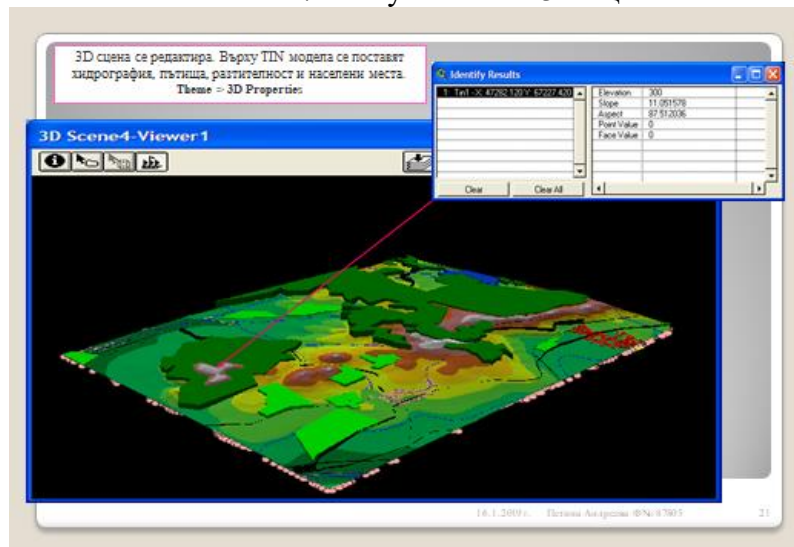 3D сцена се редактира. Върху TIN модела се поставят
хидрография, пътища, разтителност и населени места.
Theme > 3D Properties
Identify Results
1: Tin1 - X: 47282.120 Y: 67227.420
Elevation 300
Slope 11.051578
Aspect 87.512036
Point Value 0
Face Value 0
Clear Clear All
3D Scene4-Viewer1
16.1.2009 г. Петяна Андреева ФN: 47805 21